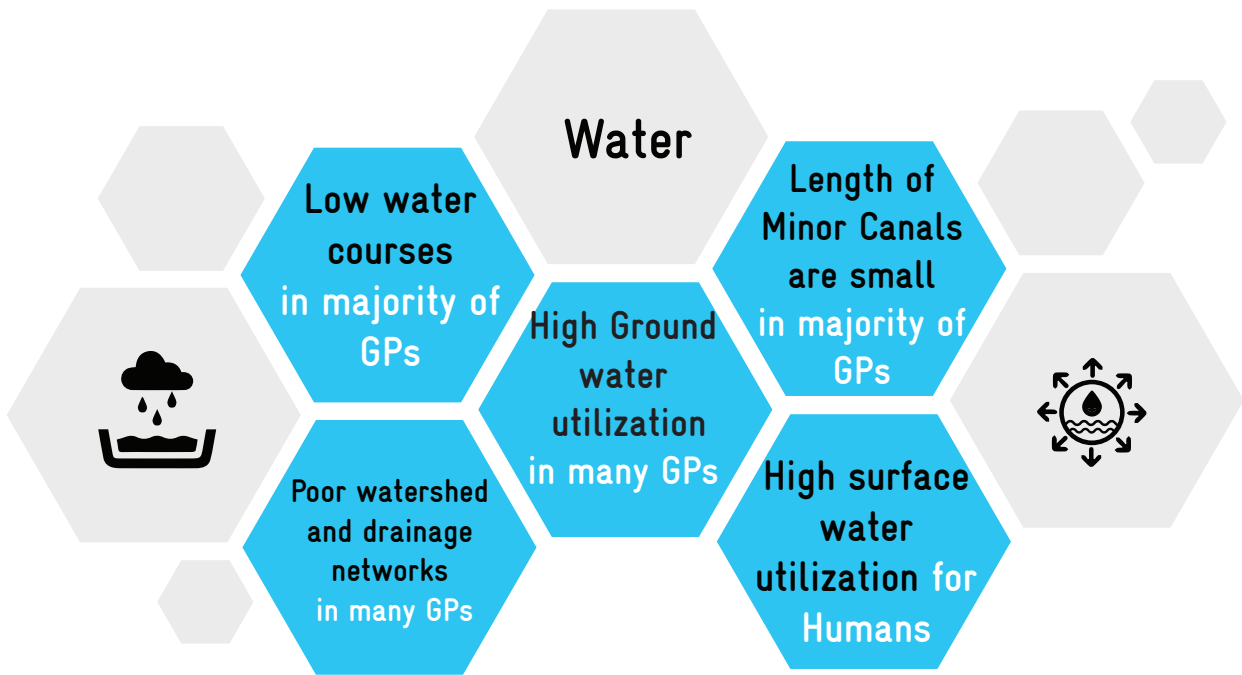 Water
Low water
courses
in majority of
GPs
Length of
Minor Canals
are small
in majority of
GPs
High Ground
water
utilization
in many GPs
Poor watershed
and drainage
networks
in many GPs
High surface
water
utilization for
Humans